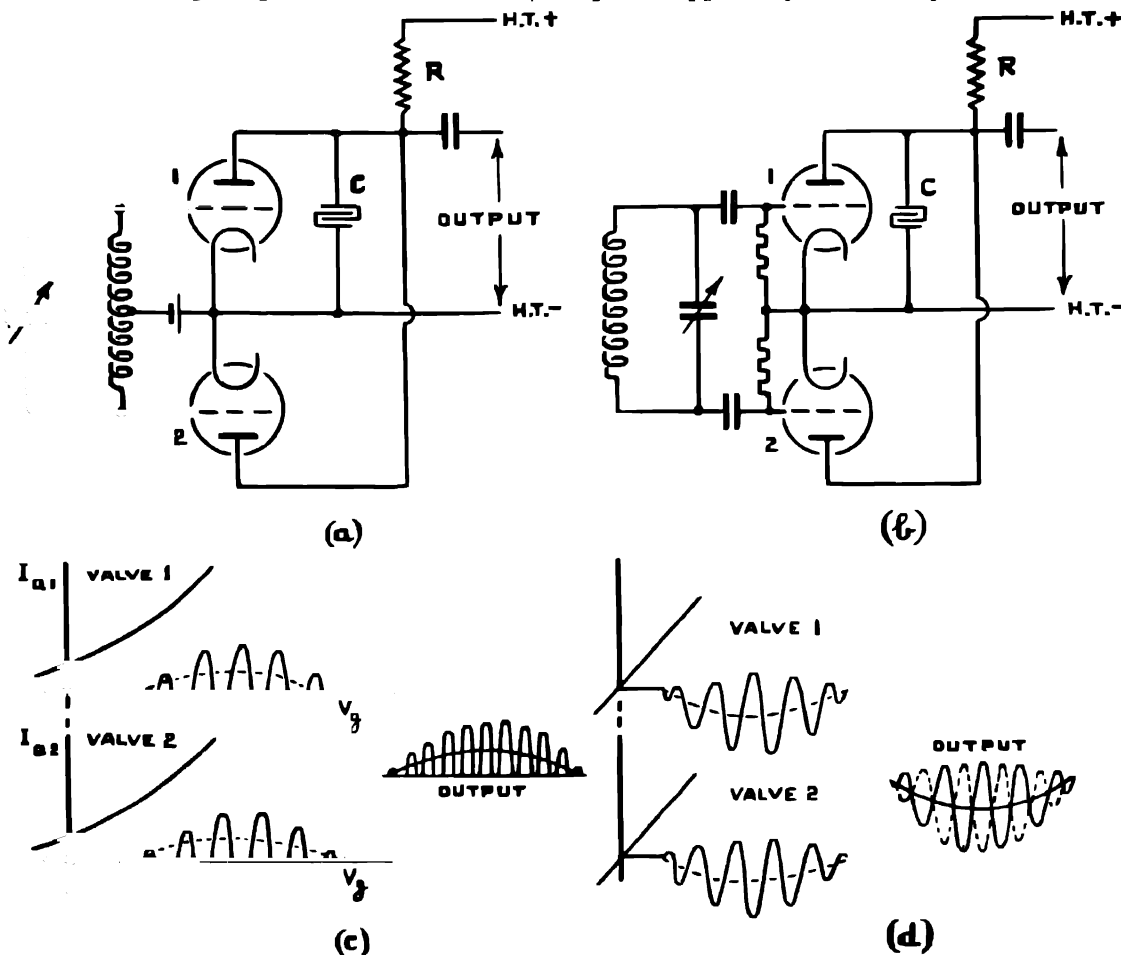 H.T.+
R
1
C
OUTPUT
H.T.-
2
(a)
H.T.+
R
1
C
OUTPUT
H.T.-
2
(b)
Ia1 VALVE 1
Vg
Ia2 VALVE 2
Vg
OUTPUT
(c)
VALVE 1
VALVE 2
OUTPUT
(d)